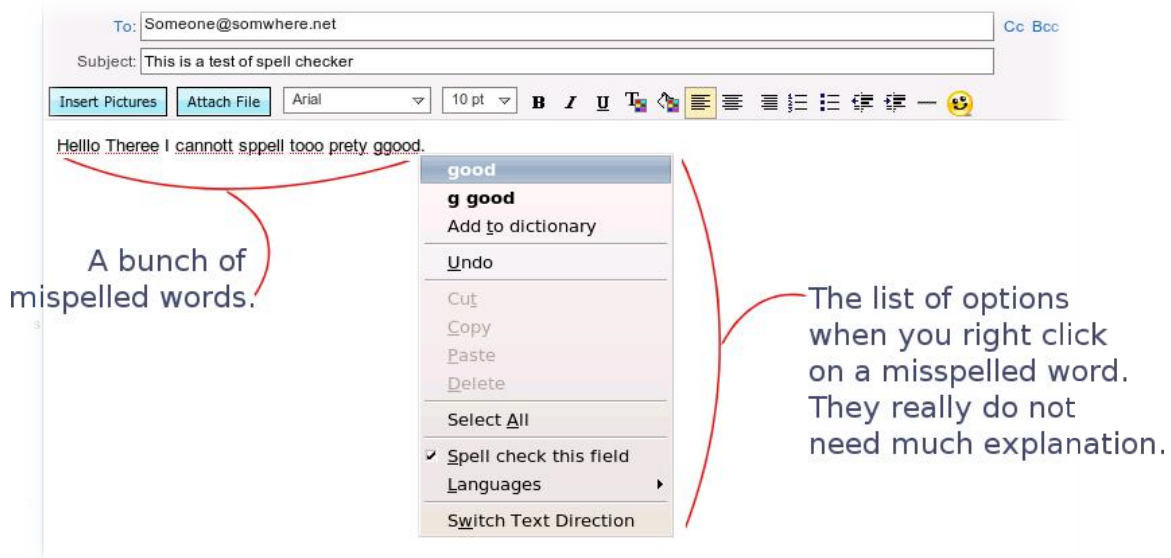 To: Someone@somwhere.net Cc Bcc
Subject: This is a test of spell checker
Insert Pictures Attach File Arial 10 pt B I U T
Helllo Theree I cannott sppell tooo prety ggood.
good
g good
Add to dictionary
Undo
Cut
Copy
Paste
Delete
Select All
Spell check this field
Languages
Switch Text Direction
A bunch of
mispelled words.
The list of options
when you right click
on a misspelled word.
They really do not
need much explanation.